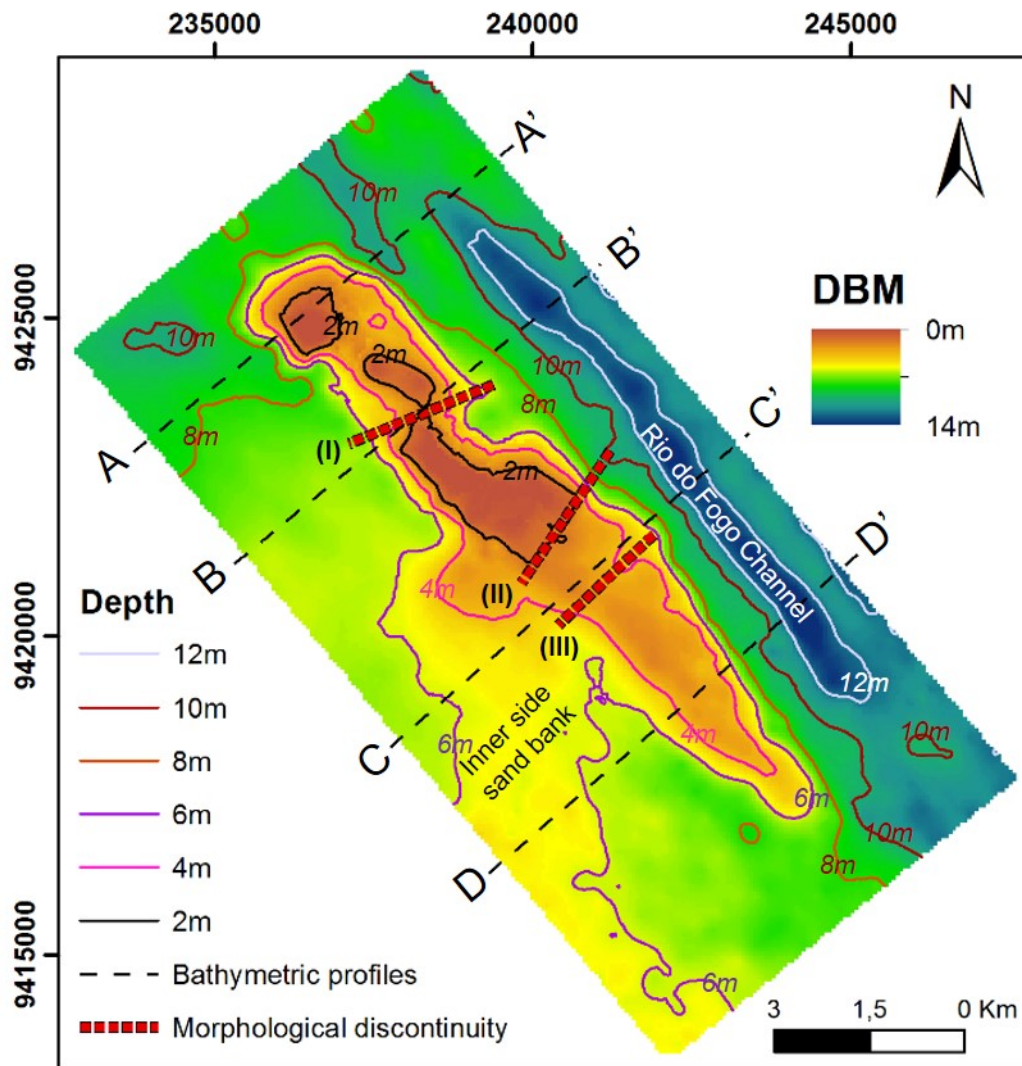 235000
240000
245000
N
A'
B'
C'
D'
A
B
C
D
10m
10m
2m
2m
8m
10m
8m
(I)
2m
(II)
4m
(III)
Rio do Fogo Channel
12m
10m
4m
6m
6m
Inner side
sand bank
10m
8m
6m
DBM
0m
14m
Depth
12m
10m
8m
6m
4m
2m
Bathymetric profiles
Morphological discontinuity
3
1,5
0 Km
9425000
9420000
9415000